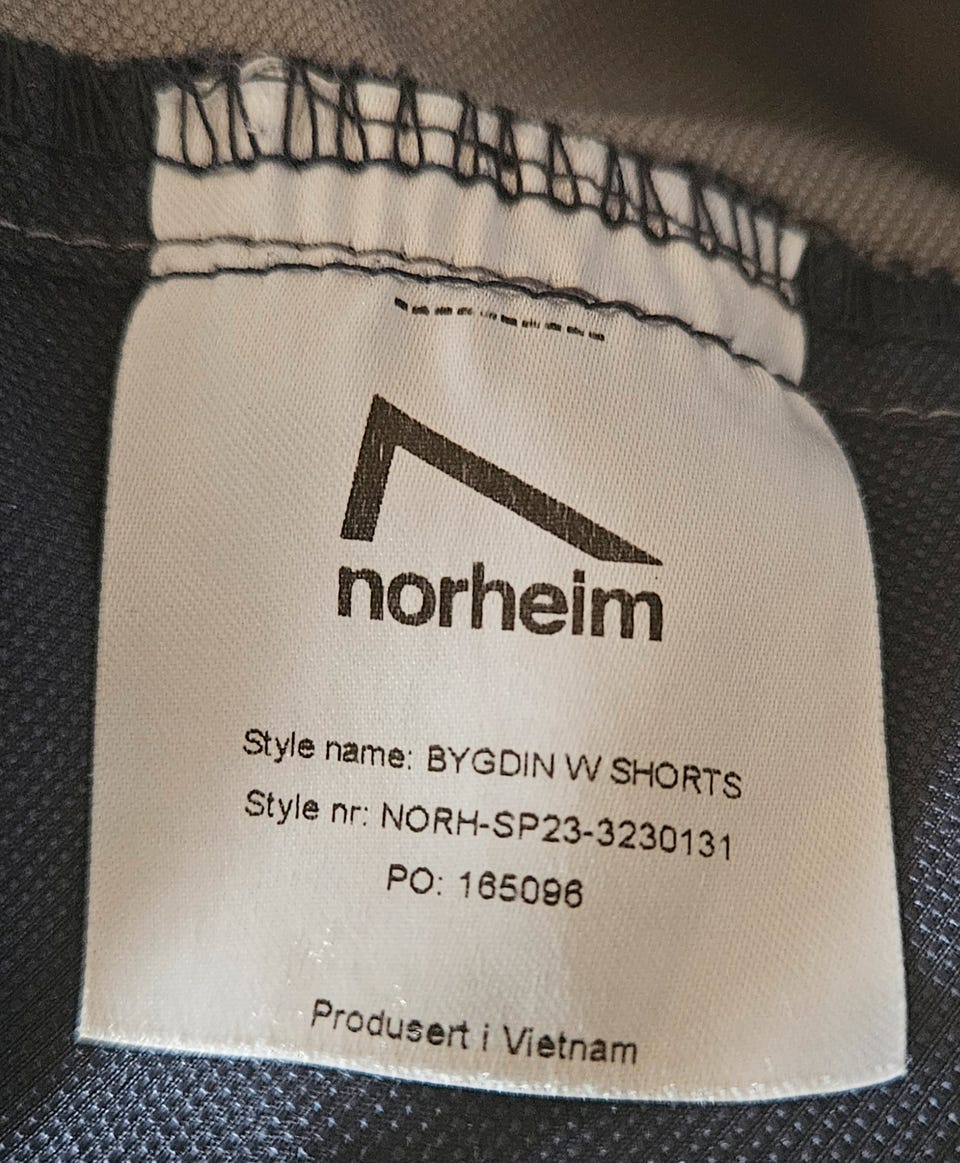 norheim
Style name: BYGDIN W SHORTS
Style nr: NORH-SP23-3230131
PO: 165096
Produsert i Vietnam